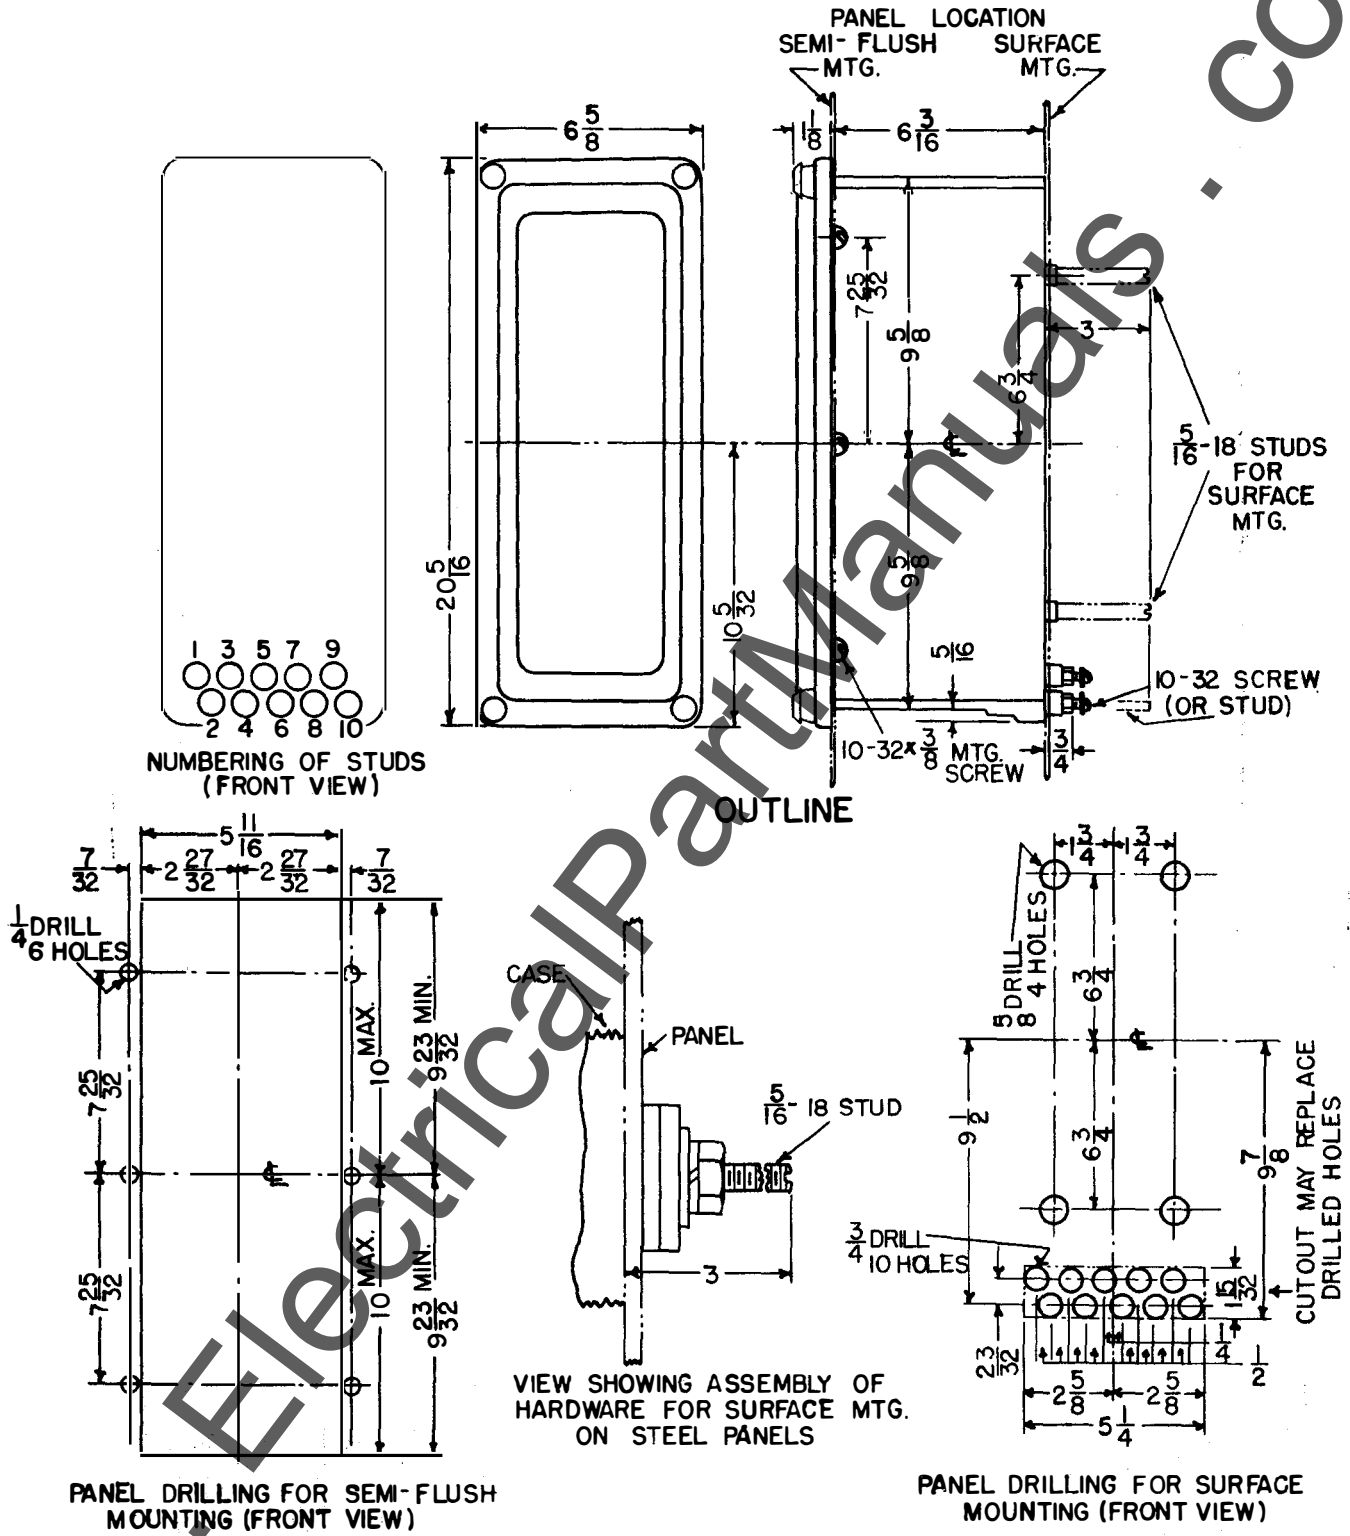 PANEL LOCATION
SEMI-FLUSH MTG.
SURFACE MTG.
6 5/8
1 1/8
6 3/16
7 25/32
9 5/8
6 3/4
3
5/16-18 STUDS
FOR
SURFACE
MTG.
20 5/16
10 5/32
9 5/8
5/16
10-32 SCREW
(OR STUD)
10-32 x 3/8 MTG.
SCREW
3/4
1 3 5 7 9
2 4 6 8 10
NUMBERING OF STUDS
(FRONT VIEW)
OUTLINE
5 11/16
7/32 2 27/32 2 27/32 7/32
1/4 DRILL
6 HOLES
7 25/32
7 25/32
10 MAX.
9 23/32 MIN.
10 MAX.
9 23/32 MIN.
PANEL DRILLING FOR SEMI-FLUSH
MOUNTING (FRONT VIEW)
CASE
PANEL
5/16-18 STUD
3
VIEW SHOWING ASSEMBLY OF
HARDWARE FOR SURFACE MTG.
ON STEEL PANELS
1 3/4 1 3/4
5/8 DRILL
4 HOLES
6 3/4
6 3/4
9 1/2
9 7/8
CUTOUT MAY REPLACE
DRILLED HOLES
3/4 DRILL
10 HOLES
1 15/32
23/32
1/4
1/2
2 5/8 2 5/8
5 1/4
PANEL DRILLING FOR SURFACE
MOUNTING (FRONT VIEW)
ElectricalPartManuals . co